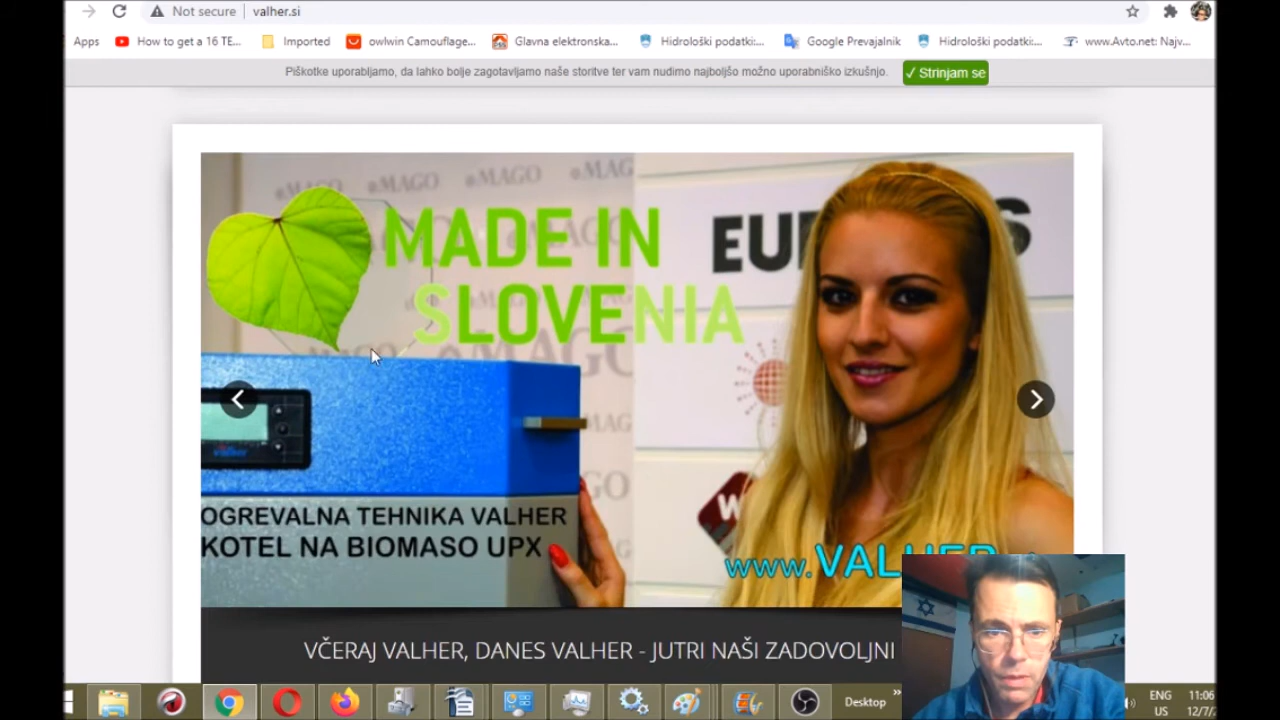 Not secure | valher.si
Apps How to get a 16 TE... Imported owlwin Camouflage... Glavna elektronska... Hidrološki podatki:... Google Prevajalnik Hidrološki podatki:... www.Avto.net: Najv...
Piškotke uporabljamo, da lahko bolje zagotavljamo naše storitve ter vam nudimo najboljšo možno uporabniško izkušnjo. ✓ Strinjam se
MADE IN
SLOVENIA
OGREVALNA TEHNIKA VALHER
KOTEL NA BIOMASO UPX
www.VALHER
VČERAJ VALHER, DANES VALHER - JUTRI NAŠI ZADOVOLJNI
Desktop
ENG
US
11:06
12/7/2